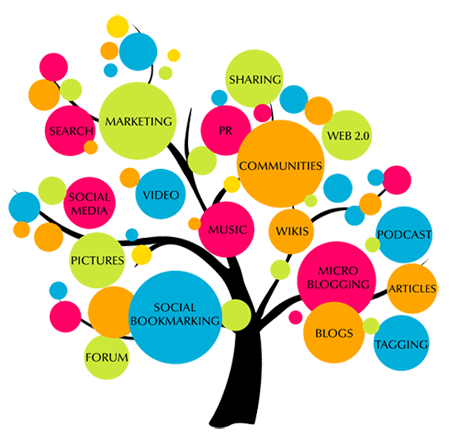 SHARING
MARKETING
SEARCH
PR
WEB 2.0
COMMUNITIES
SOCIAL
MEDIA
VIDEO
MUSIC
WIKIS
PODCAST
PICTURES
MICRO
BLOGGING
ARTICLES
SOCIAL
BOOKMARKING
BLOGS
TAGGING
FORUM